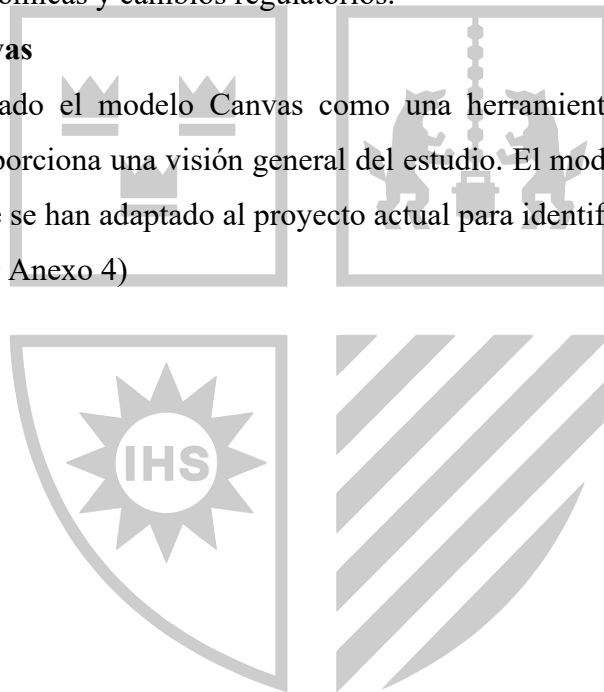 y cambios regulatorios.
vas
ado el modelo Canvas como una herramient
porciona una visión general del estudio. El mod
se han adaptado al proyecto actual para identif
Anexo 4)
IHS